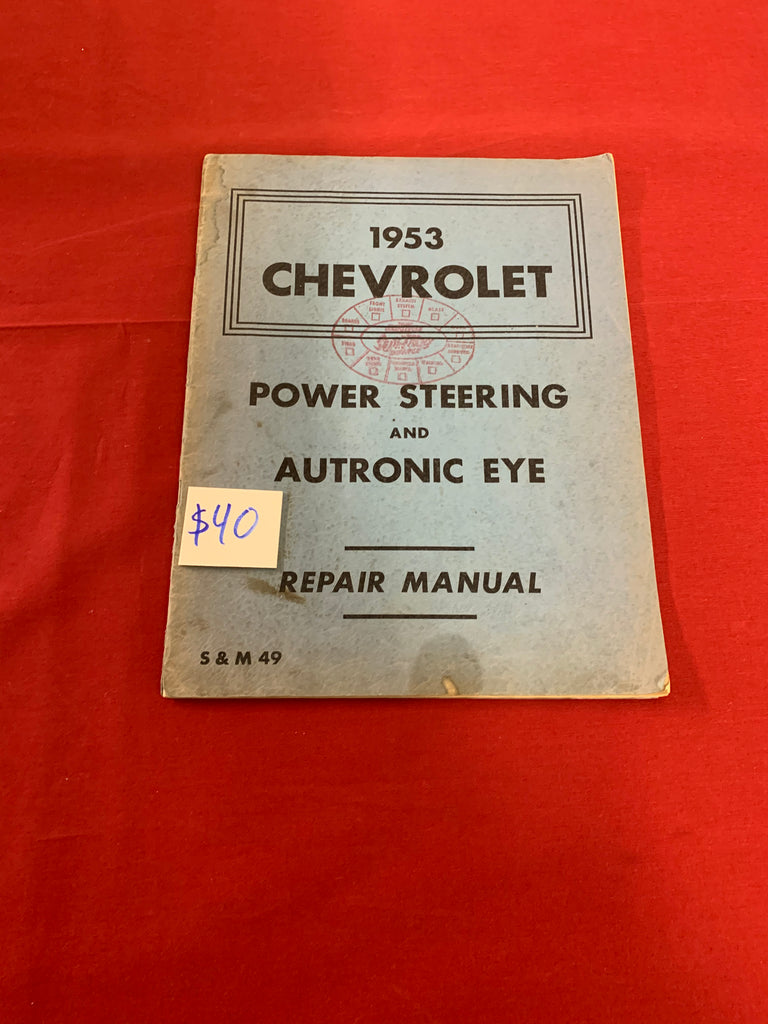 1953
CHEVROLET
POWER STEERING
AND
AUTRONIC EYE
$40
REPAIR MANUAL
S & M 49